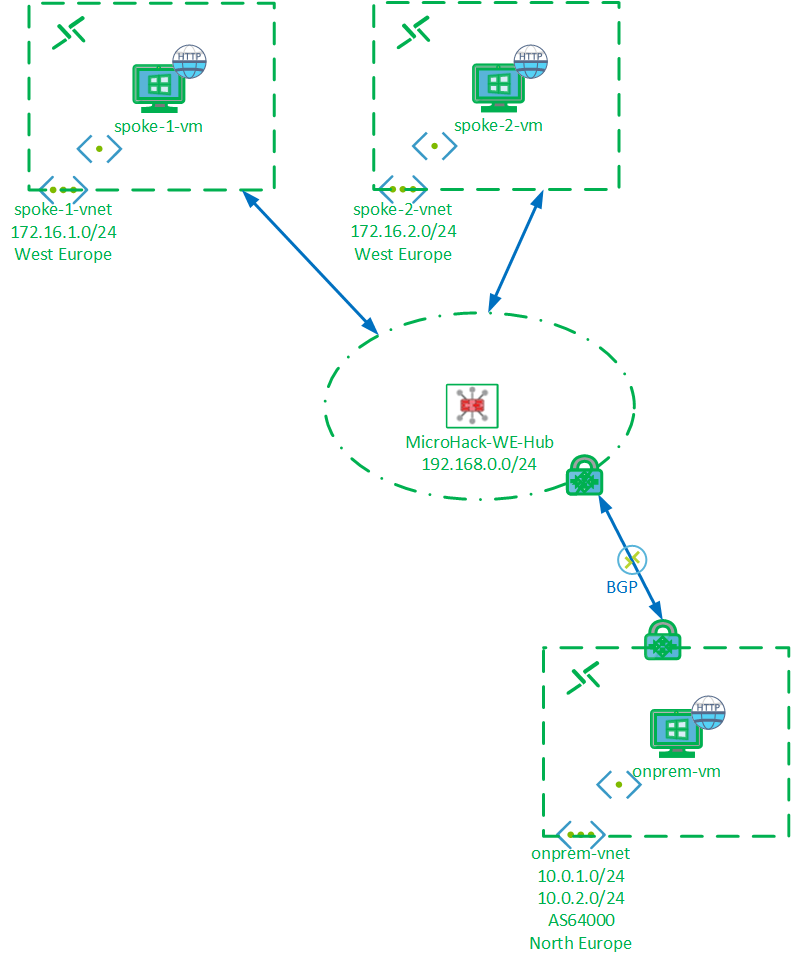 HTTP
spoke-1-vm
HTTP
spoke-2-vm
spoke-1-vnet
172.16.1.0/24
West Europe
spoke-2-vnet
172.16.2.0/24
West Europe
MicroHack-WE-Hub
192.168.0.0/24
BGP
HTTP
onprem-vm
onprem-vnet
10.0.1.0/24
10.0.2.0/24
AS64000
North Europe